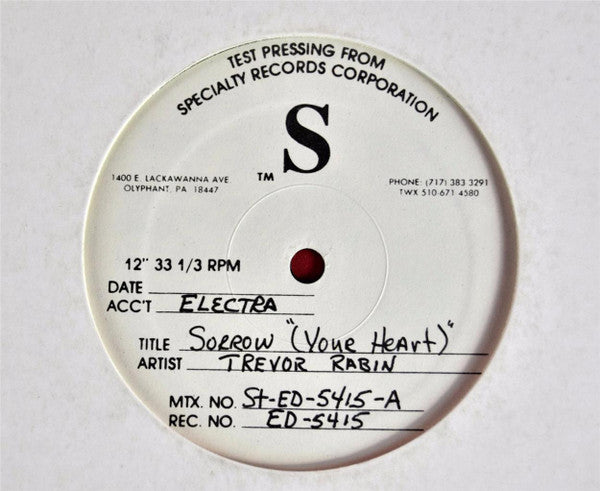 TEST PRESSING FROM
SPECIALTY RECORDS CORPORATION
S
TM
1400 E. LACKAWANNA AVE
OLYPHANT, PA 18447
PHONE: (717) 383 3291
TWX 510-671-4580
12" 33 1/3 RPM
DATE
ACC'T ELECTRA
TITLE SORROW "(Your Heart)"
ARTIST TREVOR RABIN
MTX. NO. St-ED-5415-A
REC. NO. ED-5415